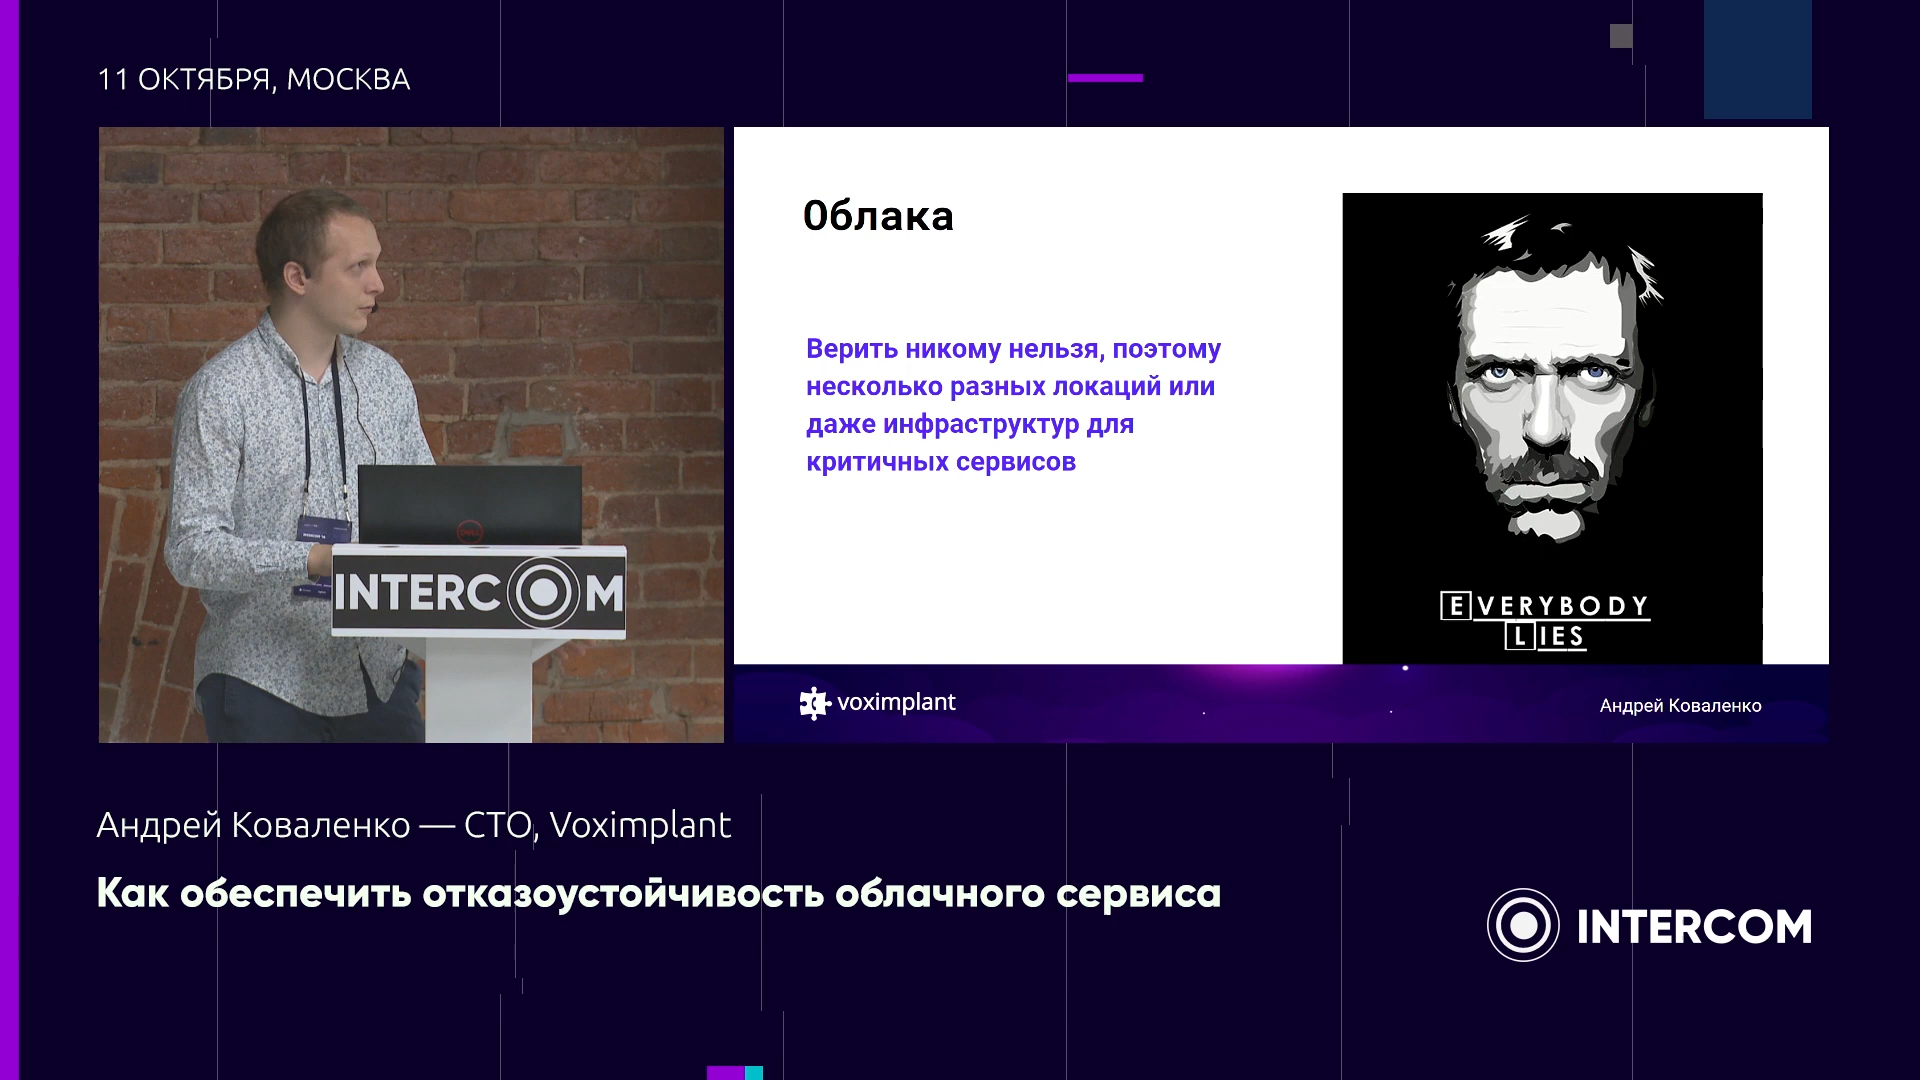 11 ОКТЯБРЯ, МОСКВА
Облака
Верить никому нельзя, поэтому
несколько разных локаций или
даже инфраструктур для
критичных сервисов
EVERYBODY
LIES
DELL
INTERCOM
voximplant
Андрей Коваленко
Андрей Коваленко — CTO, Voximplant
Как обеспечить отказоустойчивость облачного сервиса
INTERCOM